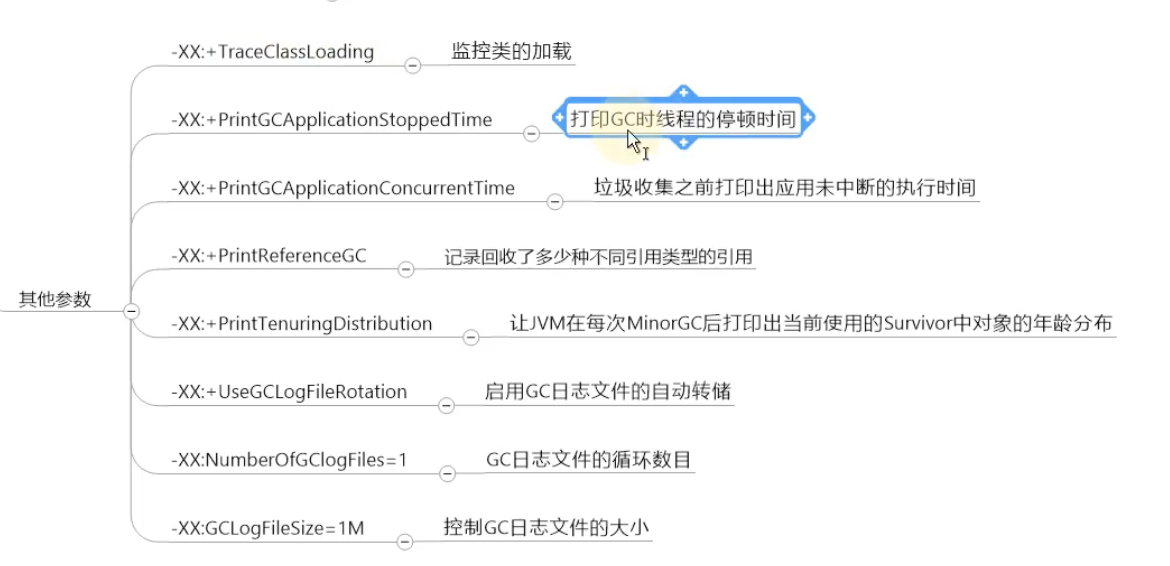 -XX:+TraceClassLoading 监控类的加载
-XX:+PrintGCApplicationStoppedTime 打印GC时线程的停顿时间
-XX:+PrintGCApplicationConcurrentTime 垃圾收集之前打印出应用未中断的执行时间
-XX:+PrintReferenceGC 记录回收了多少种不同引用类型的引用
其他参数
-XX:+PrintTenuringDistribution 让JVM在每次MinorGC后打印出当前使用的Survivor中对象的年龄分布
-XX:+UseGCLogFileRotation 启用GC日志文件的自动转储
-XX:NumberOfGClogFiles=1 GC日志文件的循环数目
-XX:GCLogFileSize=1M 控制GC日志文件的大小